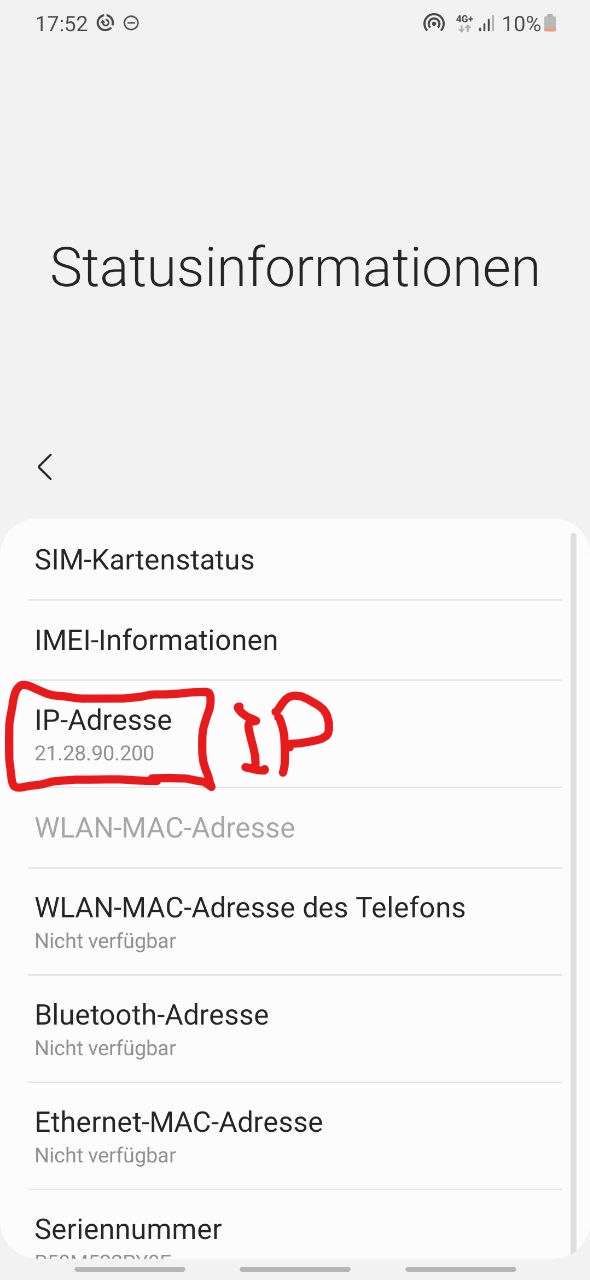 17:52 4G+ 10%
Statusinformationen
SIM-Kartenstatus
IMEI-Informationen
IP-Adresse
21.28.90.200
IP
WLAN-MAC-Adresse
WLAN-MAC-Adresse des Telefons
Nicht verfügbar
Bluetooth-Adresse
Nicht verfügbar
Ethernet-MAC-Adresse
Nicht verfügbar
Seriennummer